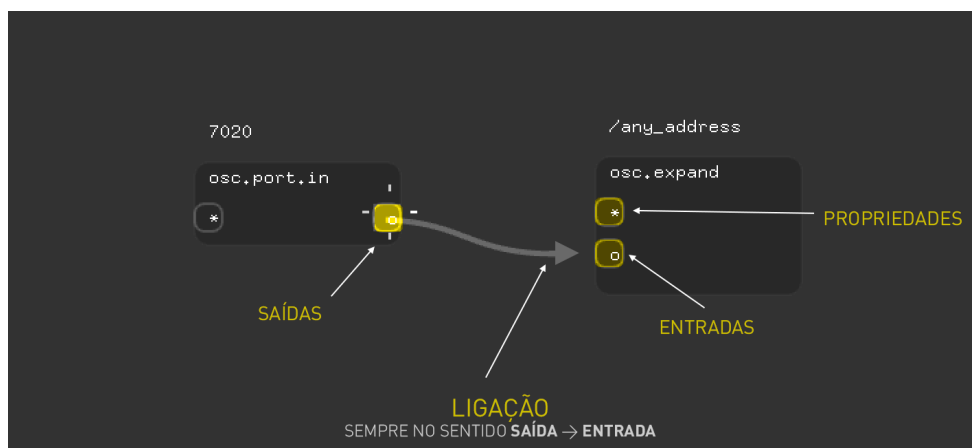 7020
/any_address
osc.port.in
osc.expand
*
*
o
o
PROPRIEDADES
SAÍDAS
ENTRADAS
LIGAÇÃO
SEMPRE NO SENTIDO SAÍDA → ENTRADA